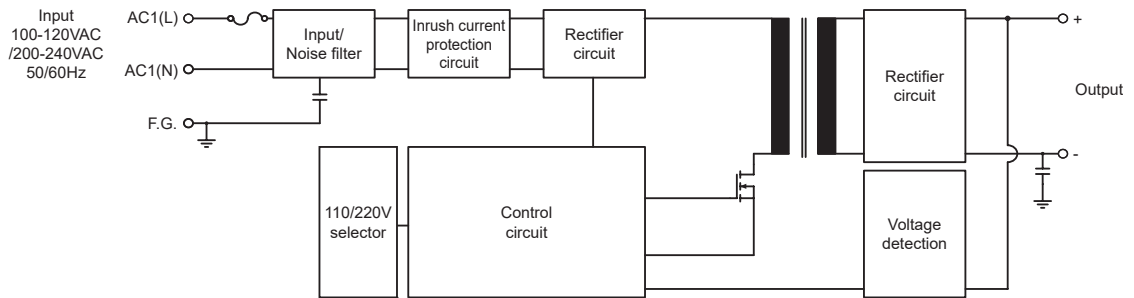 Input
100-120VAC
/200-240VAC
50/60Hz
AC1(L)
AC1(N)
F.G.
Input/
Noise filter
Inrush current
protection
circuit
Rectifier
circuit
Rectifier
circuit
+
Output
-
110/220V
selector
Control
circuit
Voltage
detection